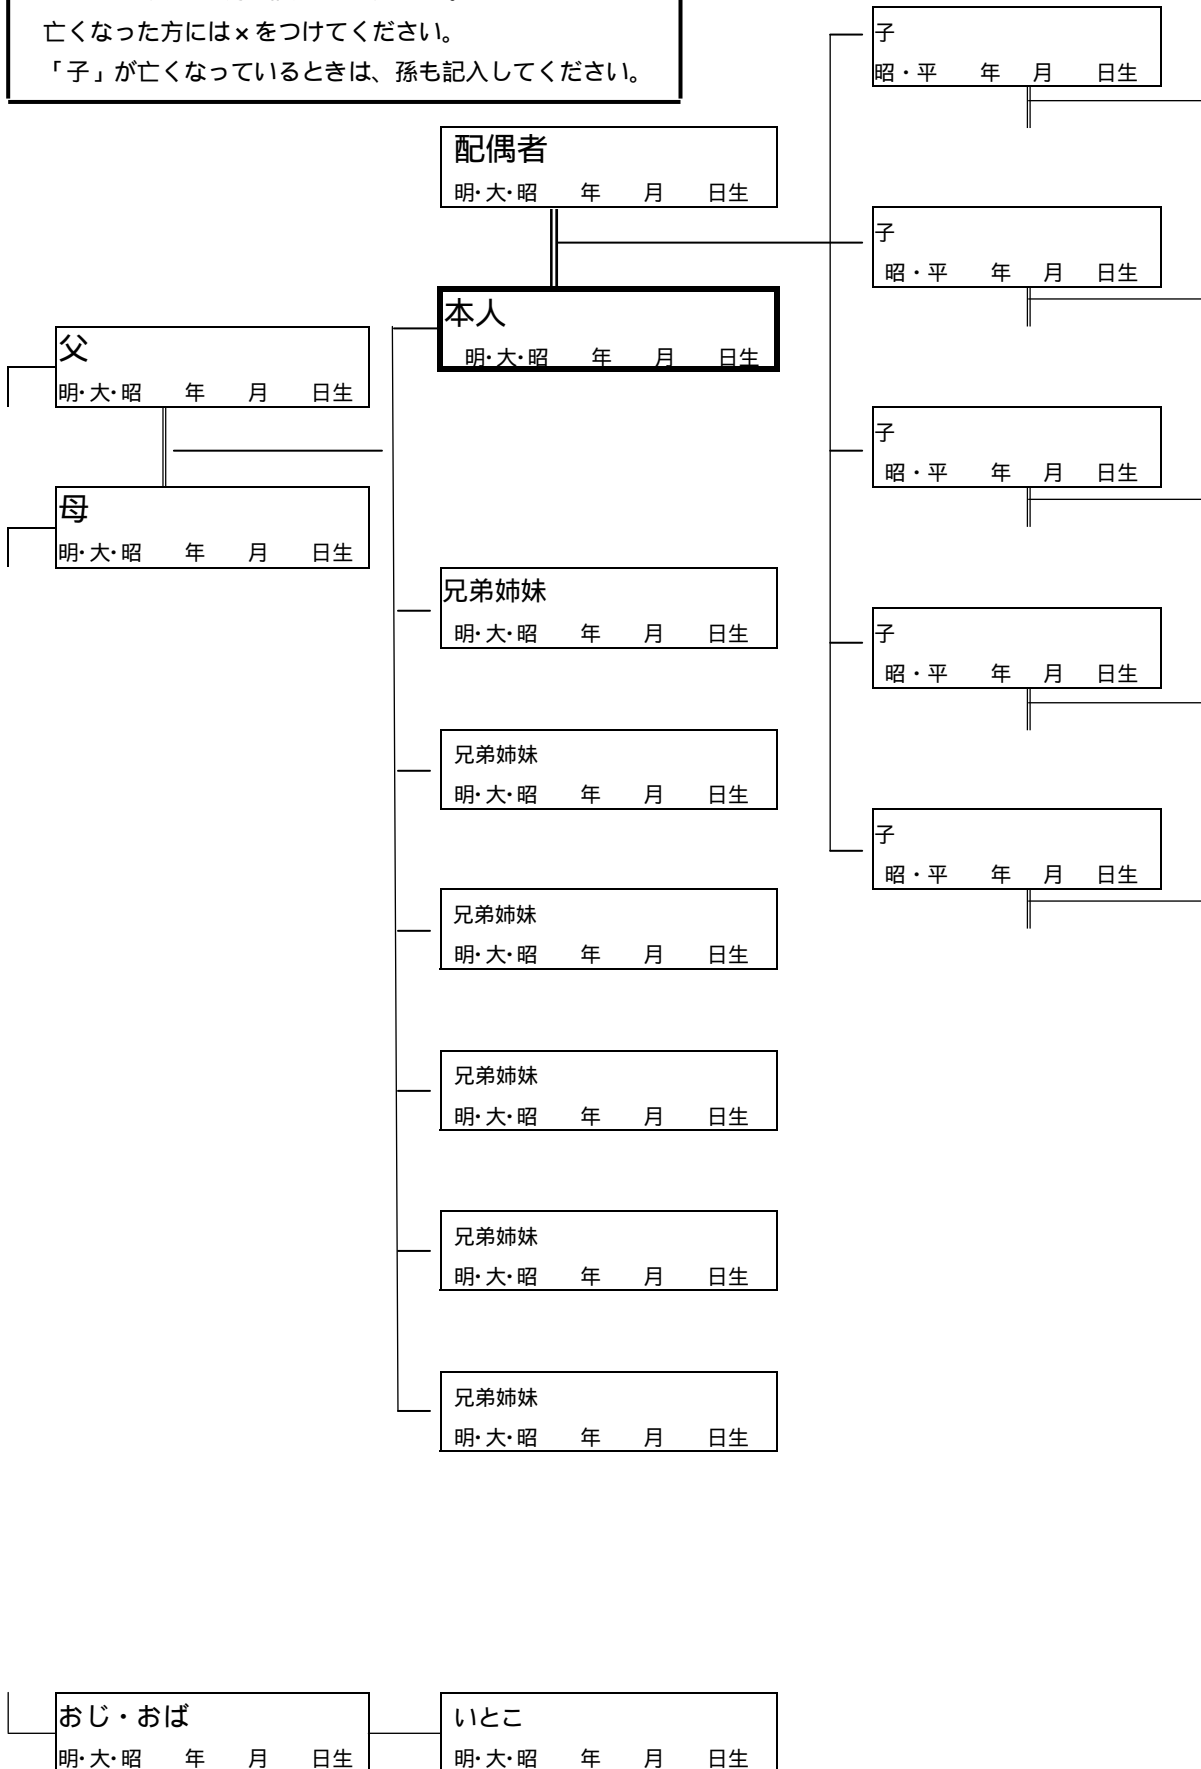 亡くなった方には×をつけてください。
「子」が亡くなっているときは、孫も記入してください。
子
昭・平 年 月 日生
配偶者
明・大・昭 年 月 日生
子
昭・平 年 月 日生
本人
明・大・昭 年 月 日生
父
明・大・昭 年 月 日生
子
昭・平 年 月 日生
母
明・大・昭 年 月 日生
兄弟姉妹
明・大・昭 年 月 日生
子
昭・平 年 月 日生
兄弟姉妹
明・大・昭 年 月 日生
子
昭・平 年 月 日生
兄弟姉妹
明・大・昭 年 月 日生
兄弟姉妹
明・大・昭 年 月 日生
兄弟姉妹
明・大・昭 年 月 日生
兄弟姉妹
明・大・昭 年 月 日生
おじ・おば
明・大・昭 年 月 日生
いとこ
明・大・昭 年 月 日生